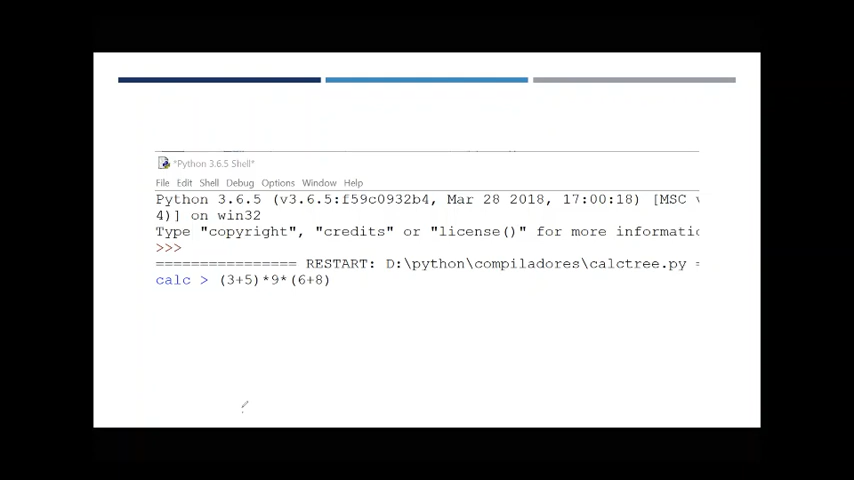 *Python 3.6.5 Shell*
File Edit Shell Debug Options Window Help
Python 3.6.5 (v3.6.5:f59c0932b4, Mar 28 2018, 17:00:18) [MSC v
4)] on win32
Type "copyright", "credits" or "license()" for more informatio
>>>
================ RESTART: D:\python\compiladores\calctree.py =
calc > (3+5)*9*(6+8)